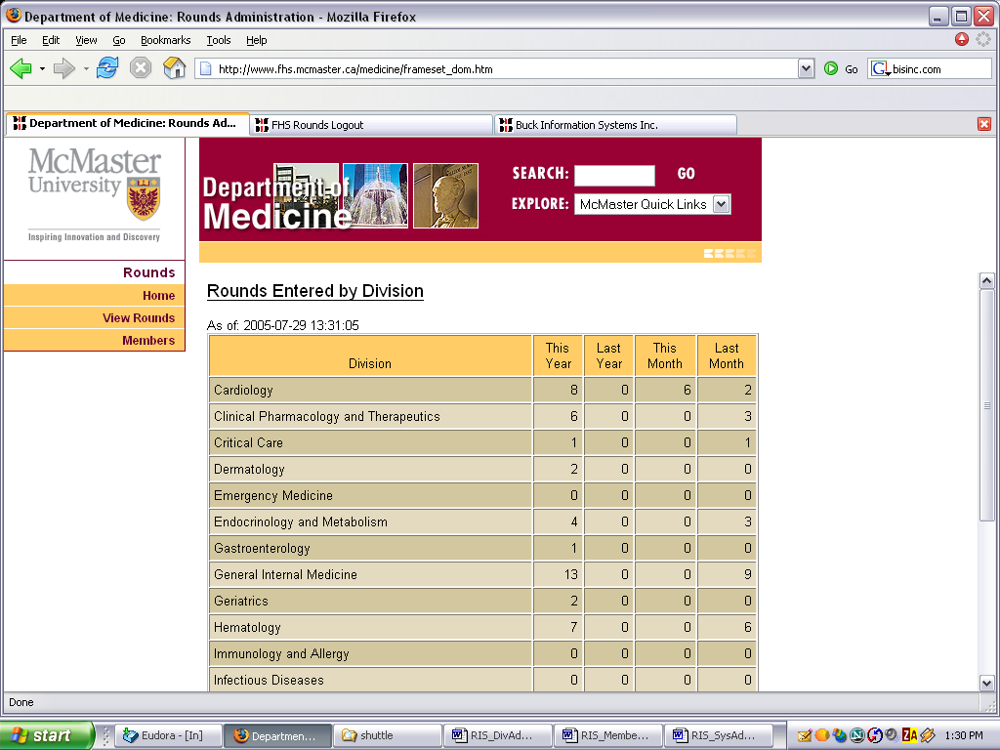 Department of Medicine: Rounds Administration - Mozilla Firefox
File Edit View Go Bookmarks Tools Help
http://www.fhs.mcmaster.ca/medicine/frameset_dom.htm Go G bisinc.com
Department of Medicine: Rounds Ad... FHS Rounds Logout Buck Information Systems Inc.
McMaster
University
Inspiring Innovation and Discovery
Department of
Medicine
SEARCH: GO
EXPLORE: McMaster Quick Links
Rounds
Home
View Rounds
Members
Rounds Entered by Division
As of: 2005-07-29 13:31:05
Division This Year Last Year This Month Last Month
Cardiology 8 0 6 2
Clinical Pharmacology and Therapeutics 6 0 0 3
Critical Care 1 0 0 1
Dermatology 2 0 0 0
Emergency Medicine 0 0 0 0
Endocrinology and Metabolism 4 0 0 3
Gastroenterology 1 0 0 0
General Internal Medicine 13 0 0 9
Geriatrics 2 0 0 0
Hematology 7 0 0 6
Immunology and Allergy 0 0 0 0
Infectious Diseases 0 0 0 0
Done
start Eudora - [In] Departmen... shuttle RIS_DivAd... RIS_Membe... RIS_SysAd... ZA 1:30 PM